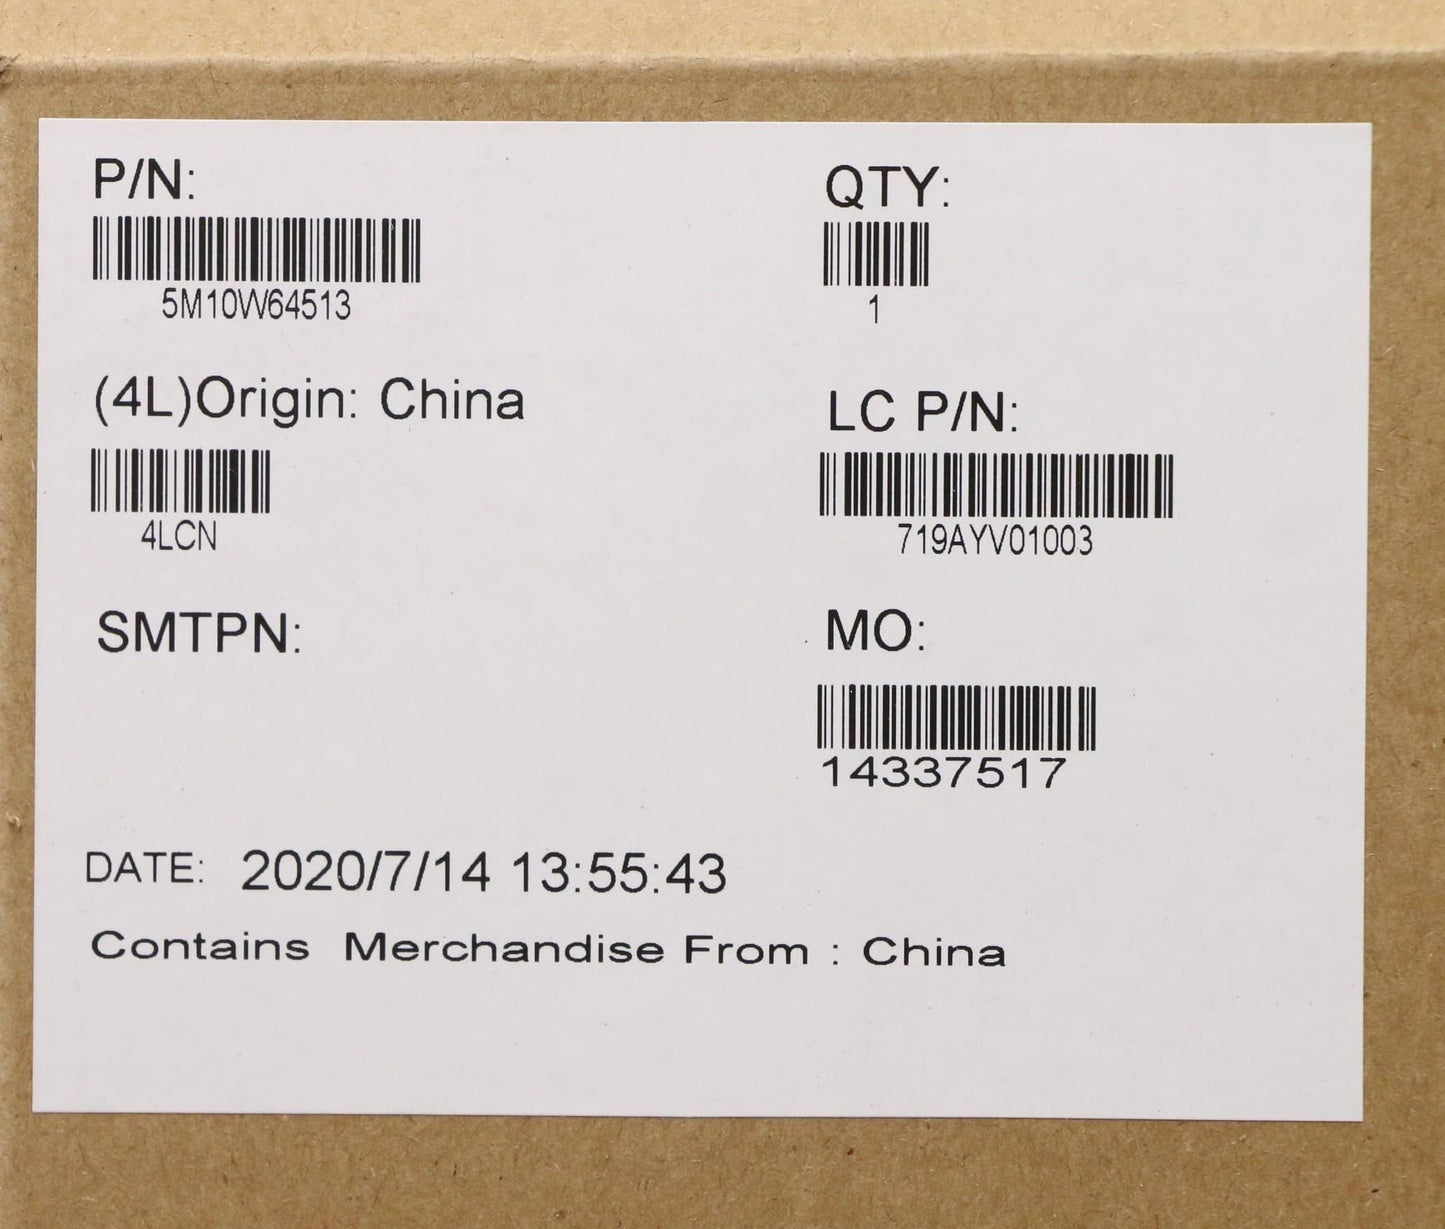 P/N:
5M10W64513
QTY:
1
(4L)Origin: China
4LCN
LC P/N:
719AYV01003
SMTPN:
MO:
14337517
DATE: 2020/7/14 13:55:43
Contains Merchandise From : China